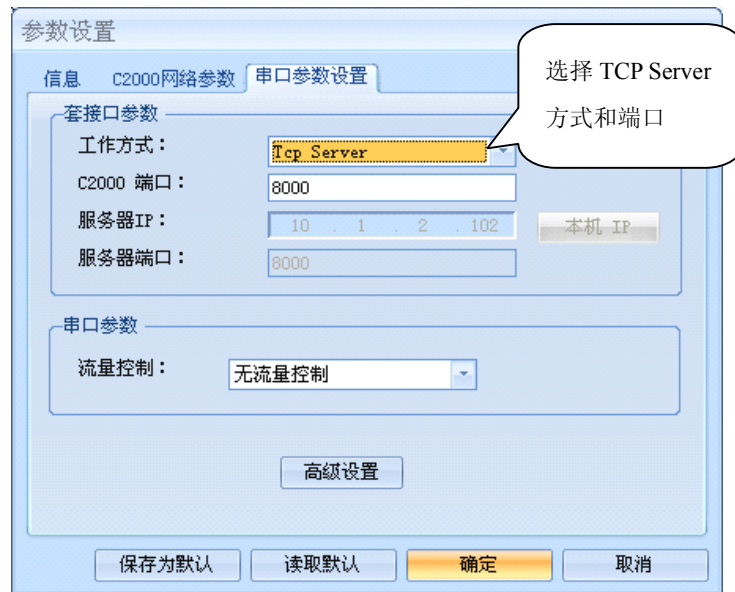 参数设置
选择 TCP Server
方式和端口
信息 C2000网络参数 串口参数设置
套接口参数
工作方式： Tcp Server
C2000 端口： 8000
服务器IP： 10 . 1 . 2 . 102 本机 IP
服务器端口： 8000
串口参数
流量控制： 无流量控制
高级设置
保存为默认 读取默认 确定 取消